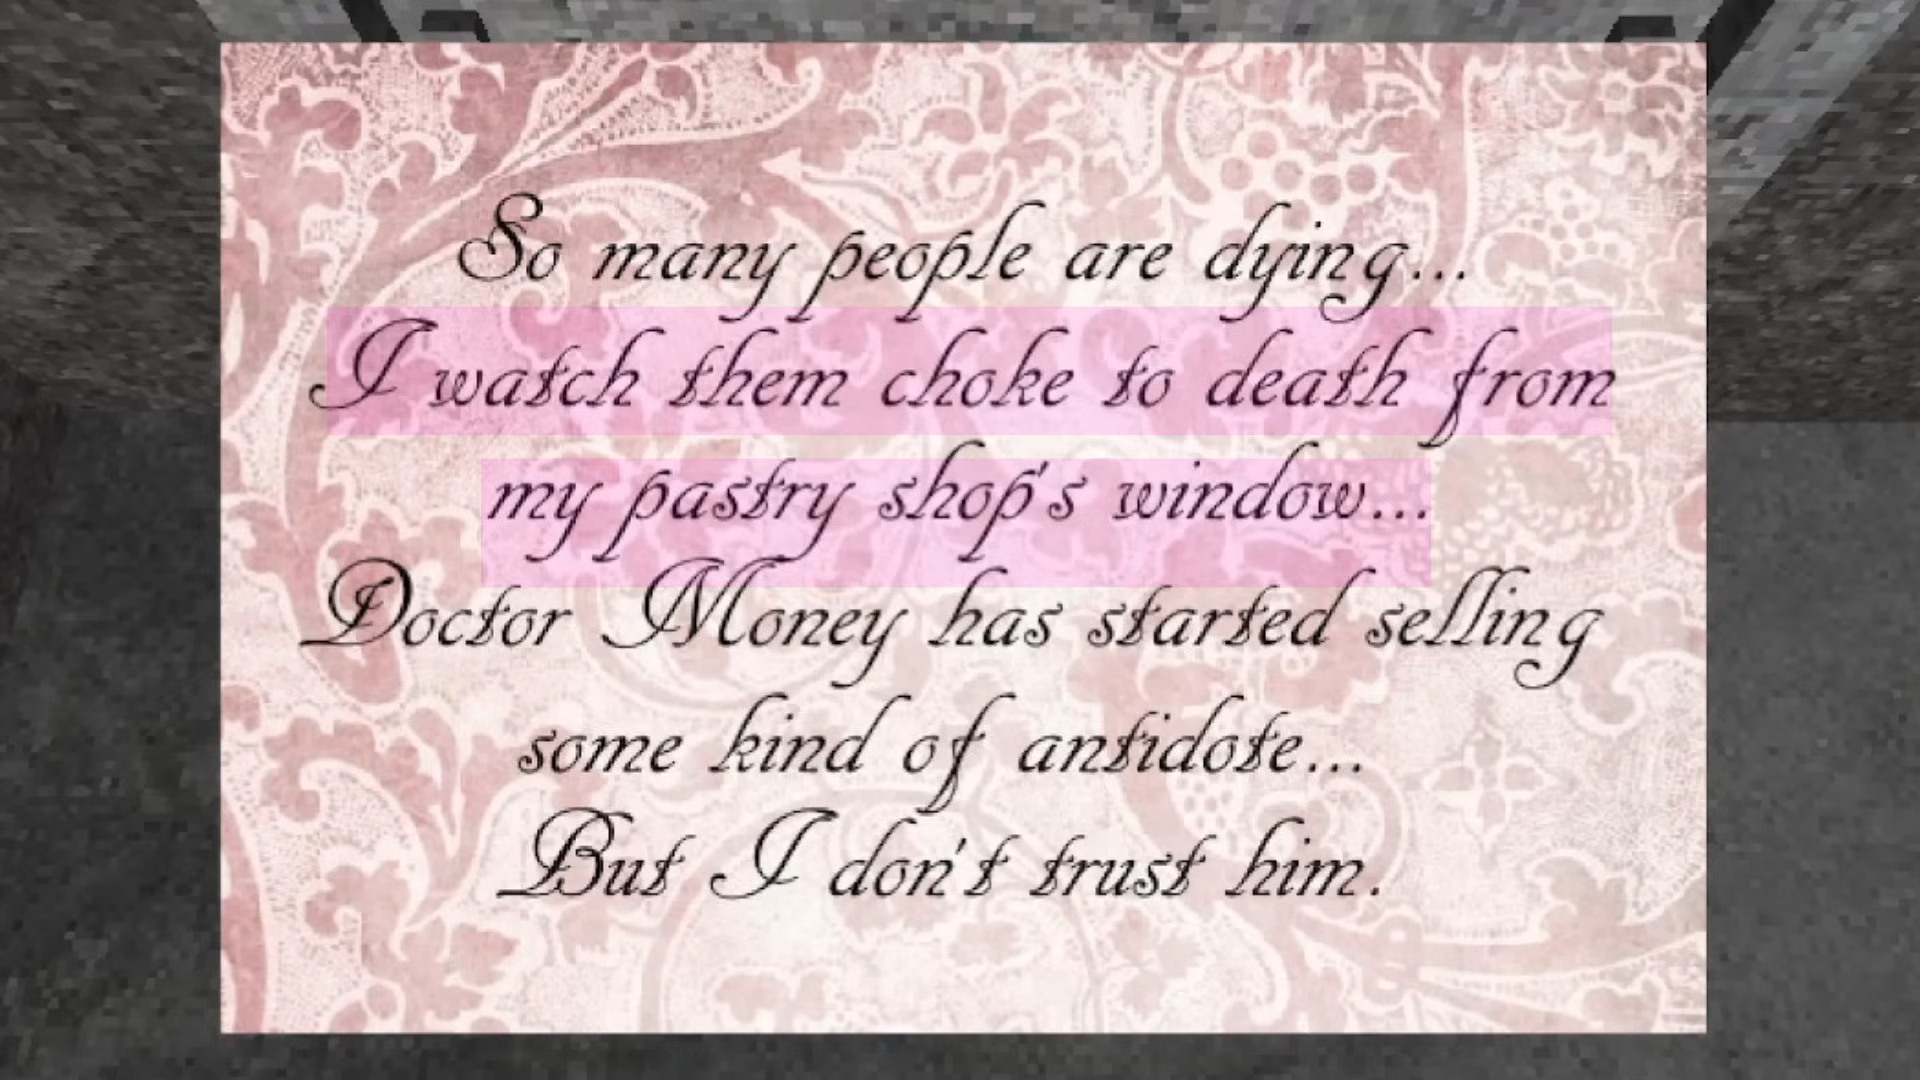 So many people are dying...
I watch them choke to death from
my pastry shop's window...
Doctor Money has started selling
some kind of antidote...
But I don't trust him.